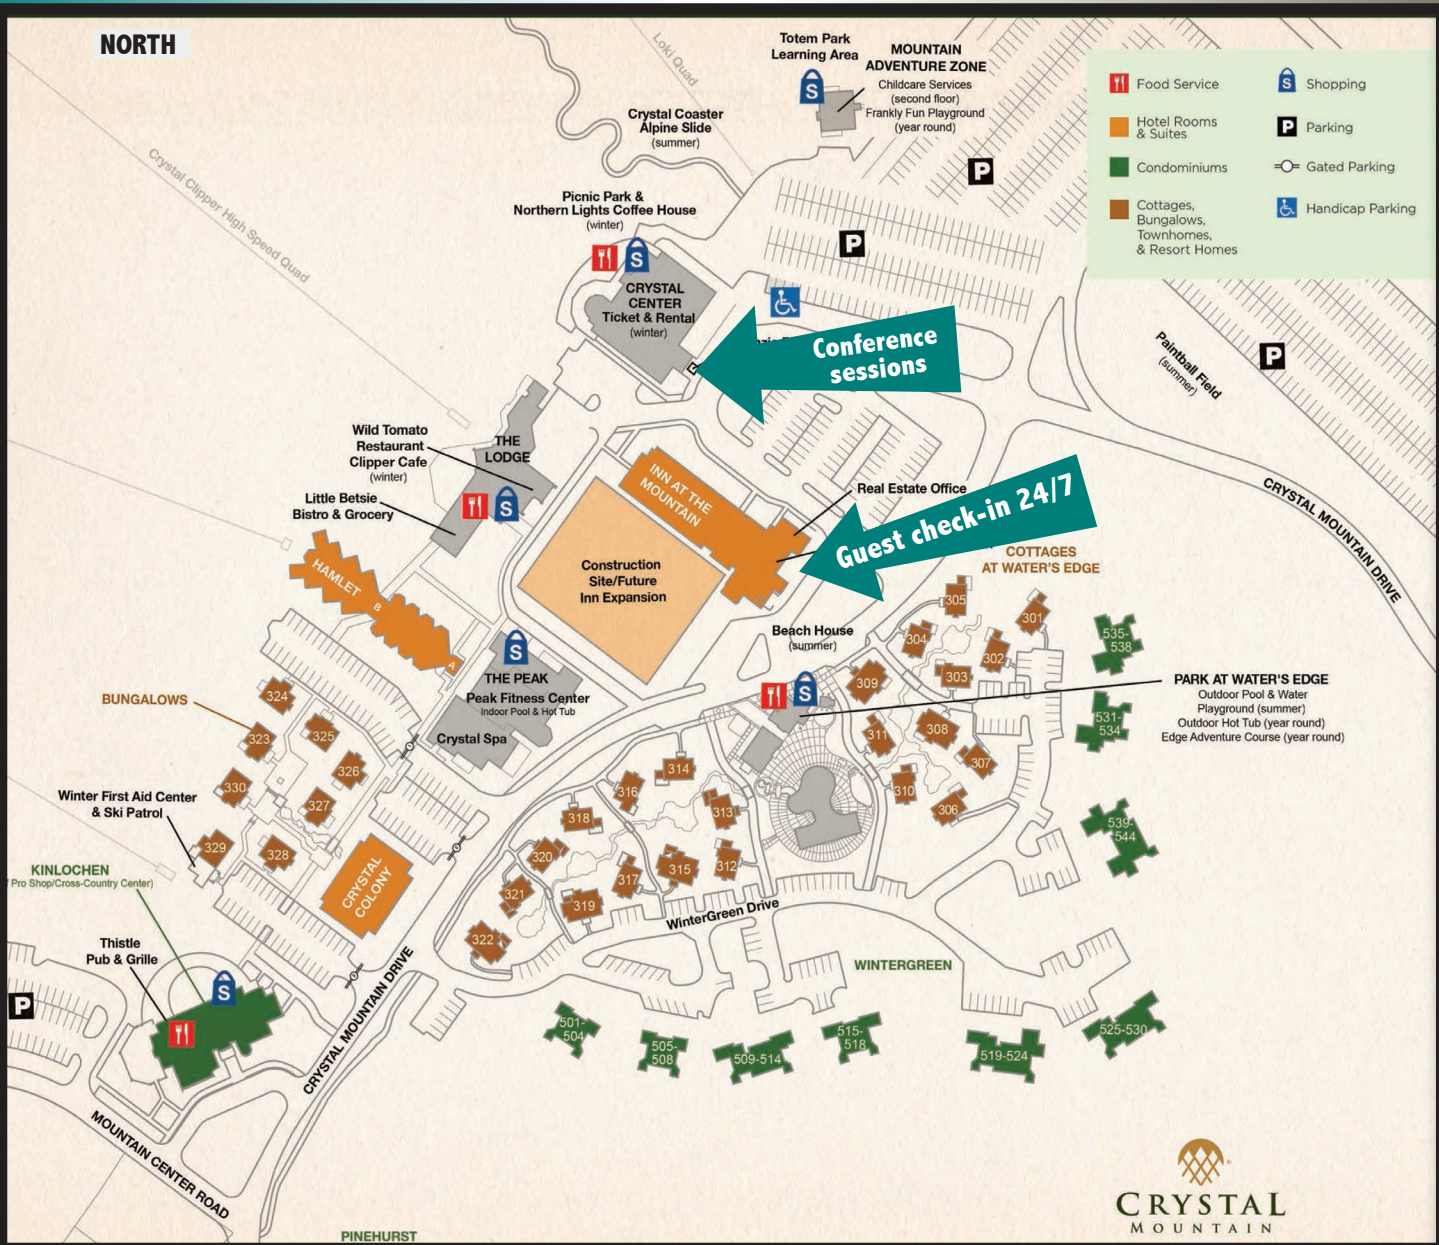 NORTH
Loki Quad
Totem Park
Learning Area
MOUNTAIN
ADVENTURE ZONE
Childcare Services
(second floor)
Frankly Fun Playground
(year round)
Food Service
Hotel Rooms
& Suites
Condominiums
Cottages,
Bungalows,
Townhomes,
& Resort Homes
S
Shopping
P
Parking
Gated Parking
Handicap Parking
S
Crystal Coaster
Alpine Slide
(summer)
Crystal Clipper High Speed Quad
P
P
P
Picnic Park &
Northern Lights Coffee House
(winter)
S
CRYSTAL
CENTER
Ticket & Rental
(winter)
Conference
sessions
Paintball Field
(summer)
Wild Tomato
Restaurant
Clipper Cafe
(winter)
THE
LODGE
Little Betsie
Bistro & Grocery
S
INN AT THE
MOUNTAIN
Real Estate Office
Guest check-in 24/7
CRYSTAL MOUNTAIN DRIVE
Construction
Site/Future
Inn Expansion
HAMLET
B
A
COTTAGES
AT WATER'S EDGE
305
301
304
302
303
309
311
308
307
310
306
535-
538
531-
534
539-
544
Beach House
(summer)
S
PARK AT WATER'S EDGE
Outdoor Pool & Water
Playground (summer)
Outdoor Hot Tub (year round)
Edge Adventure Course (year round)
S
THE PEAK
Peak Fitness Center
Indoor Pool & Hot Tub
Crystal Spa
BUNGALOWS
324
323
325
326
330
327
329
328
Winter First Aid Center
& Ski Patrol
CRYSTAL
COLONY
314
316
313
318
320
312
315
317
321
319
322
WinterGreen Drive
KINLOCHEN
Pro Shop/Cross-Country Center)
Thistle
Pub & Grille
S
P
CRYSTAL MOUNTAIN DRIVE
WINTERGREEN
501-
504
505-
508
509-514
515-
518
519-524
525-530
MOUNTAIN CENTER ROAD
PINEHURST
CRYSTAL
MOUNTAIN